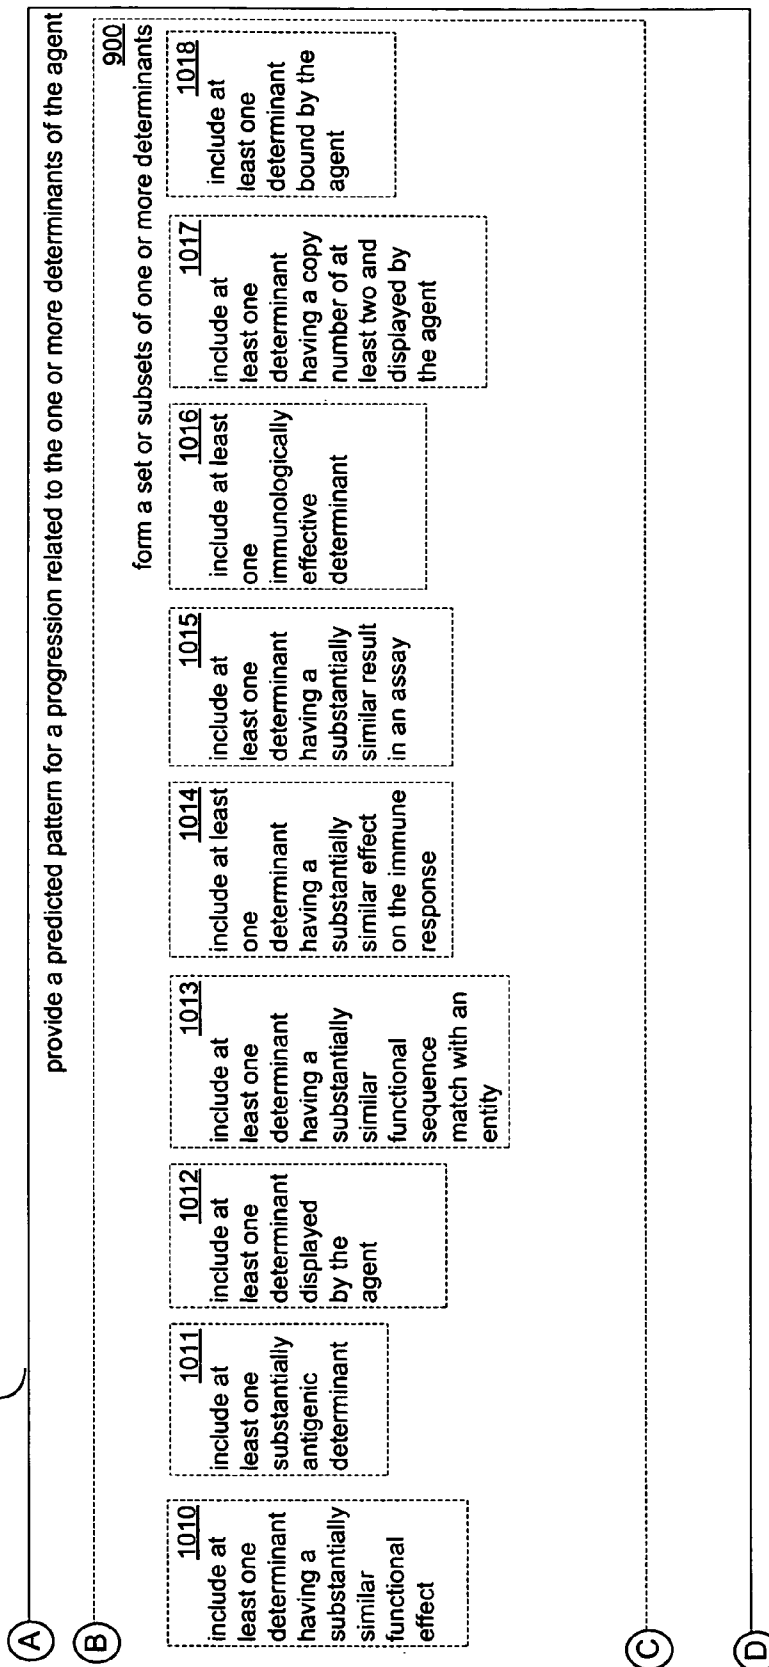 A
provide a predicted pattern for a progression related to the one or more determinants of the agent
B
900
form a set or subsets of one or more determinants
1010
include at
least one
determinant
having a
substantially
similar
functional
effect
1011
include at
least one
substantially
antigenic
determinant
1012
include at
least one
determinant
displayed
by the
agent
1013
include at
least one
determinant
having a
substantially
similar
functional
sequence
match with an
entity
1014
include at least
one
determinant
having a
substantially
similar effect
on the immune
response
1015
include at
least one
determinant
having a
substantially
similar result
in an assay
1016
include at least
one
immunologically
effective
determinant
1017
include at
least one
determinant
having a copy
number of at
least two and
displayed by
the agent
1018
include at
least one
determinant
bound by the
agent
C
D